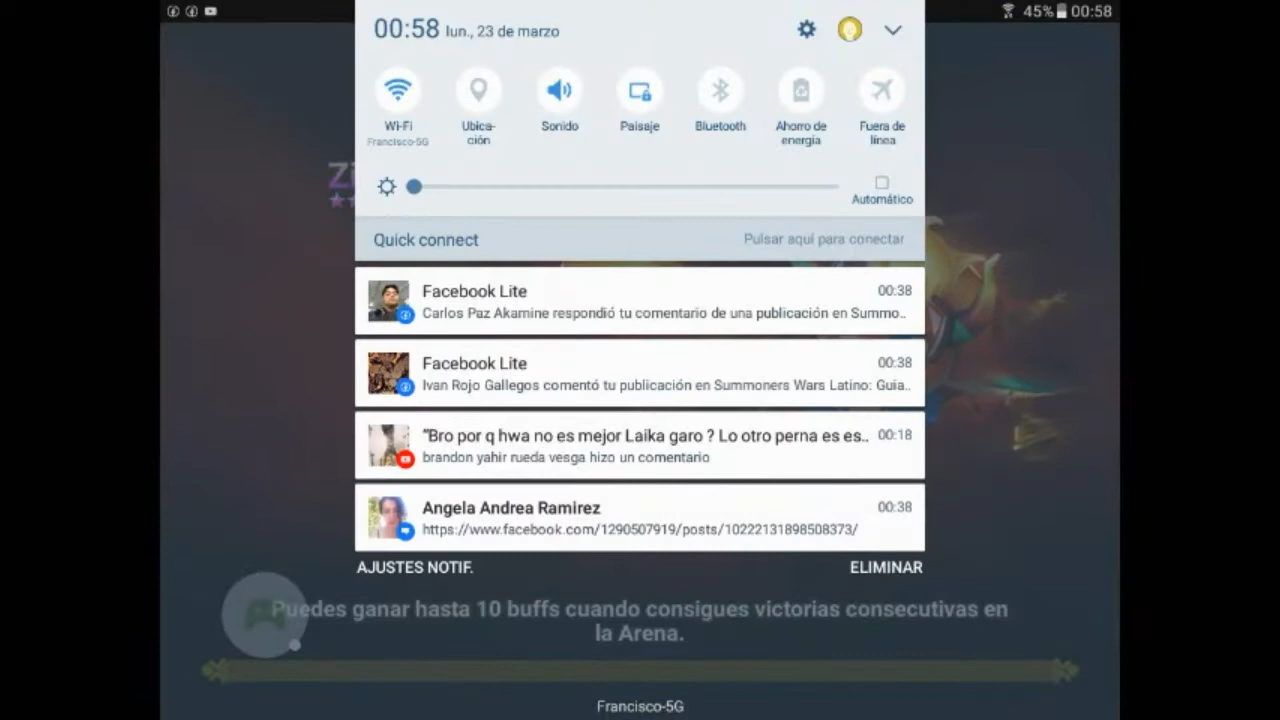 45% 00:58
00:58 lun., 23 de marzo
Wi-Fi
Francisco-5G
Ubica-
ción
Sonido
Paisaje
Bluetooth
Ahorro de
energía
Fuera de
línea
Automático
Quick connect
Pulsar aquí para conectar
Facebook Lite 00:38
Carlos Paz Akamine respondió tu comentario de una publicación en Summo..
Facebook Lite 00:38
Ivan Rojo Gallegos comentó tu publicación en Summoners Wars Latino: Guia..
“Bro por q hwa no es mejor Laika garo ? Lo otro perna es es.. 00:18
brandon yahir rueda vesga hizo un comentario
Angela Andrea Ramirez 00:38
https://www.facebook.com/1290507919/posts/10222131898508373/
AJUSTES NOTIF. ELIMINAR
Puedes ganar hasta 10 buffs cuando consigues victorias consecutivas en
la Arena.
Francisco-5G